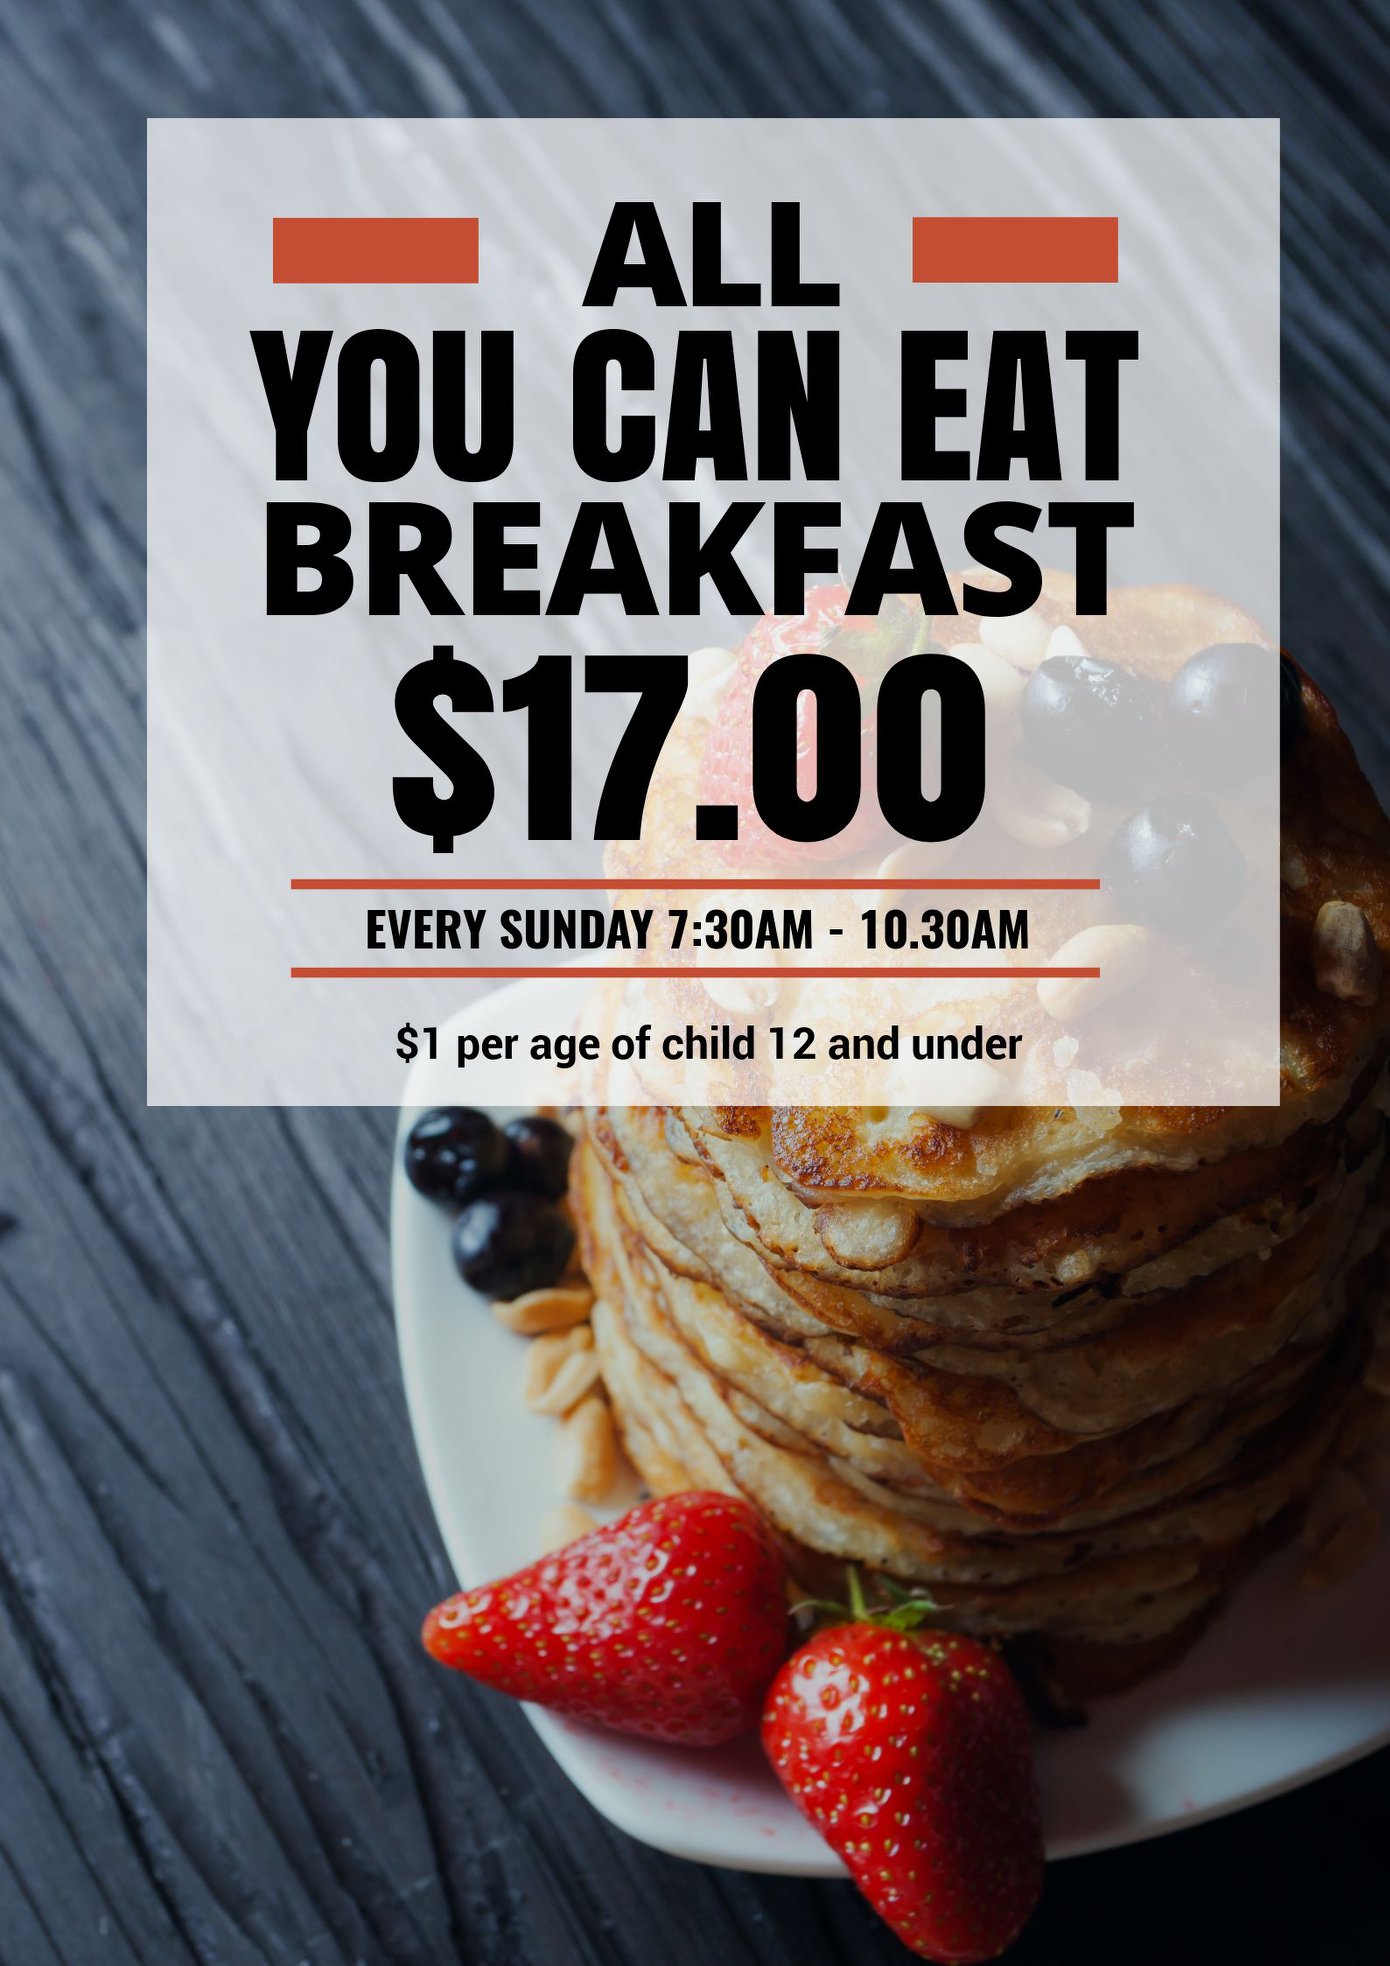 ALL
YOU CAN EAT
BREAKFAST
$17.00
EVERY SUNDAY 7:30AM - 10.30AM
$1 per age of child 12 and under